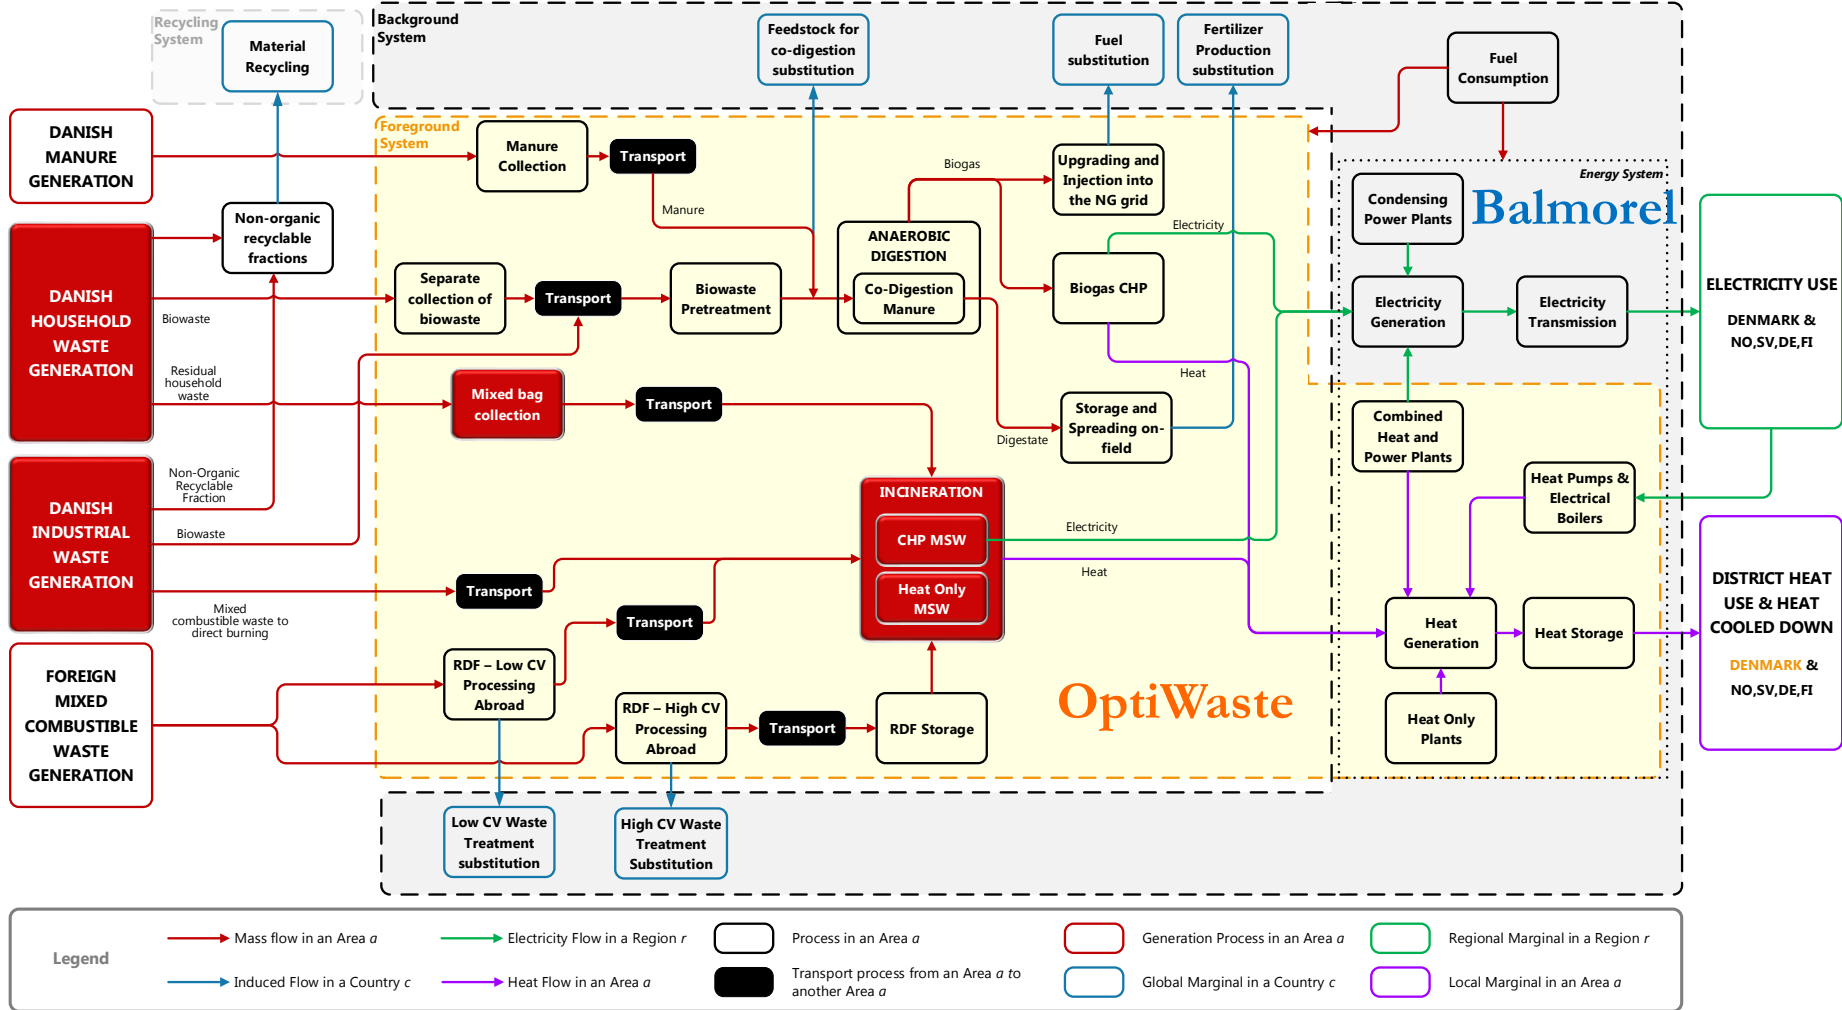 Recycling
System
Material
Recycling
Background
System
Feedstock for
co-digestion
substitution
Fuel
substitution
Fertilizer
Production
substitution
Fuel
Consumption
DANISH
MANURE
GENERATION
Foreground
System
Manure
Collection
Transport
Manure
Biogas
Upgrading and
Injection into
the NG grid
Energy System
Balmorel
Condensing
Power Plants
Non-organic
recyclable
fractions
DANISH
HOUSEHOLD
WASTE
GENERATION
Biowaste
Residual
household
waste
Separate
collection of
biowaste
Transport
Biowaste
Pretreatment
ANAEROBIC
DIGESTION
Co-Digestion
Manure
Electricity
Biogas CHP
Heat
Electricity
Generation
Electricity
Transmission
ELECTRICITY USE
DENMARK &
NO,SV,DE,FI
Mixed bag
collection
Transport
Digestate
Storage and
Spreading on-
field
Combined
Heat and
Power Plants
Heat Pumps &
Electrical
Boilers
DANISH
INDUSTRIAL
WASTE
GENERATION
Non-Organic
Recyclable
Fraction
Biowaste
Mixed
combustible waste to
direct burning
Transport
INCINERATION
CHP MSW
Heat Only
MSW
Electricity
Heat
Transport
Heat
Generation
Heat Storage
DISTRICT HEAT
USE & HEAT
COOLED DOWN
DENMARK &
NO,SV,DE,FI
FOREIGN
MIXED
COMBUSTIBLE
WASTE
GENERATION
RDF – Low CV
Processing
Abroad
RDF – High CV
Processing
Abroad
Transport
RDF Storage
OptiWaste
Heat Only
Plants
Low CV Waste
Treatment
substitution
High CV Waste
Treatment
Substitution
Legend
Mass flow in an Area a
Electricity Flow in a Region r
Process in an Area a
Generation Process in an Area a
Regional Marginal in a Region r
Induced Flow in a Country c
Heat Flow in an Area a
Transport process from an Area a to
another Area a
Global Marginal in a Country c
Local Marginal in an Area a